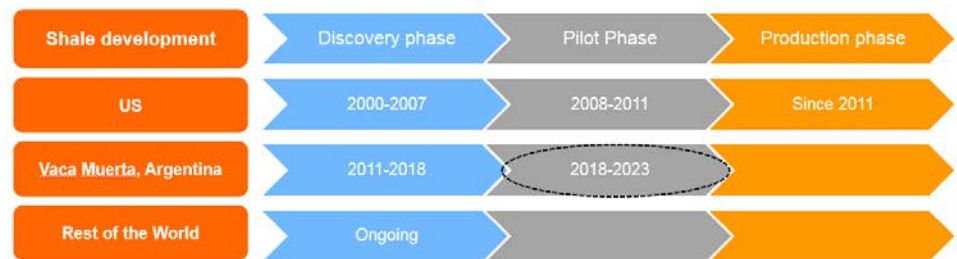 Shale development Discovery phase Pilot Phase Production phase
US 2000-2007 2008-2011 Since 2011
Vaca Muerta, Argentina 2011-2018 2018-2023
Rest of the World Ongoing